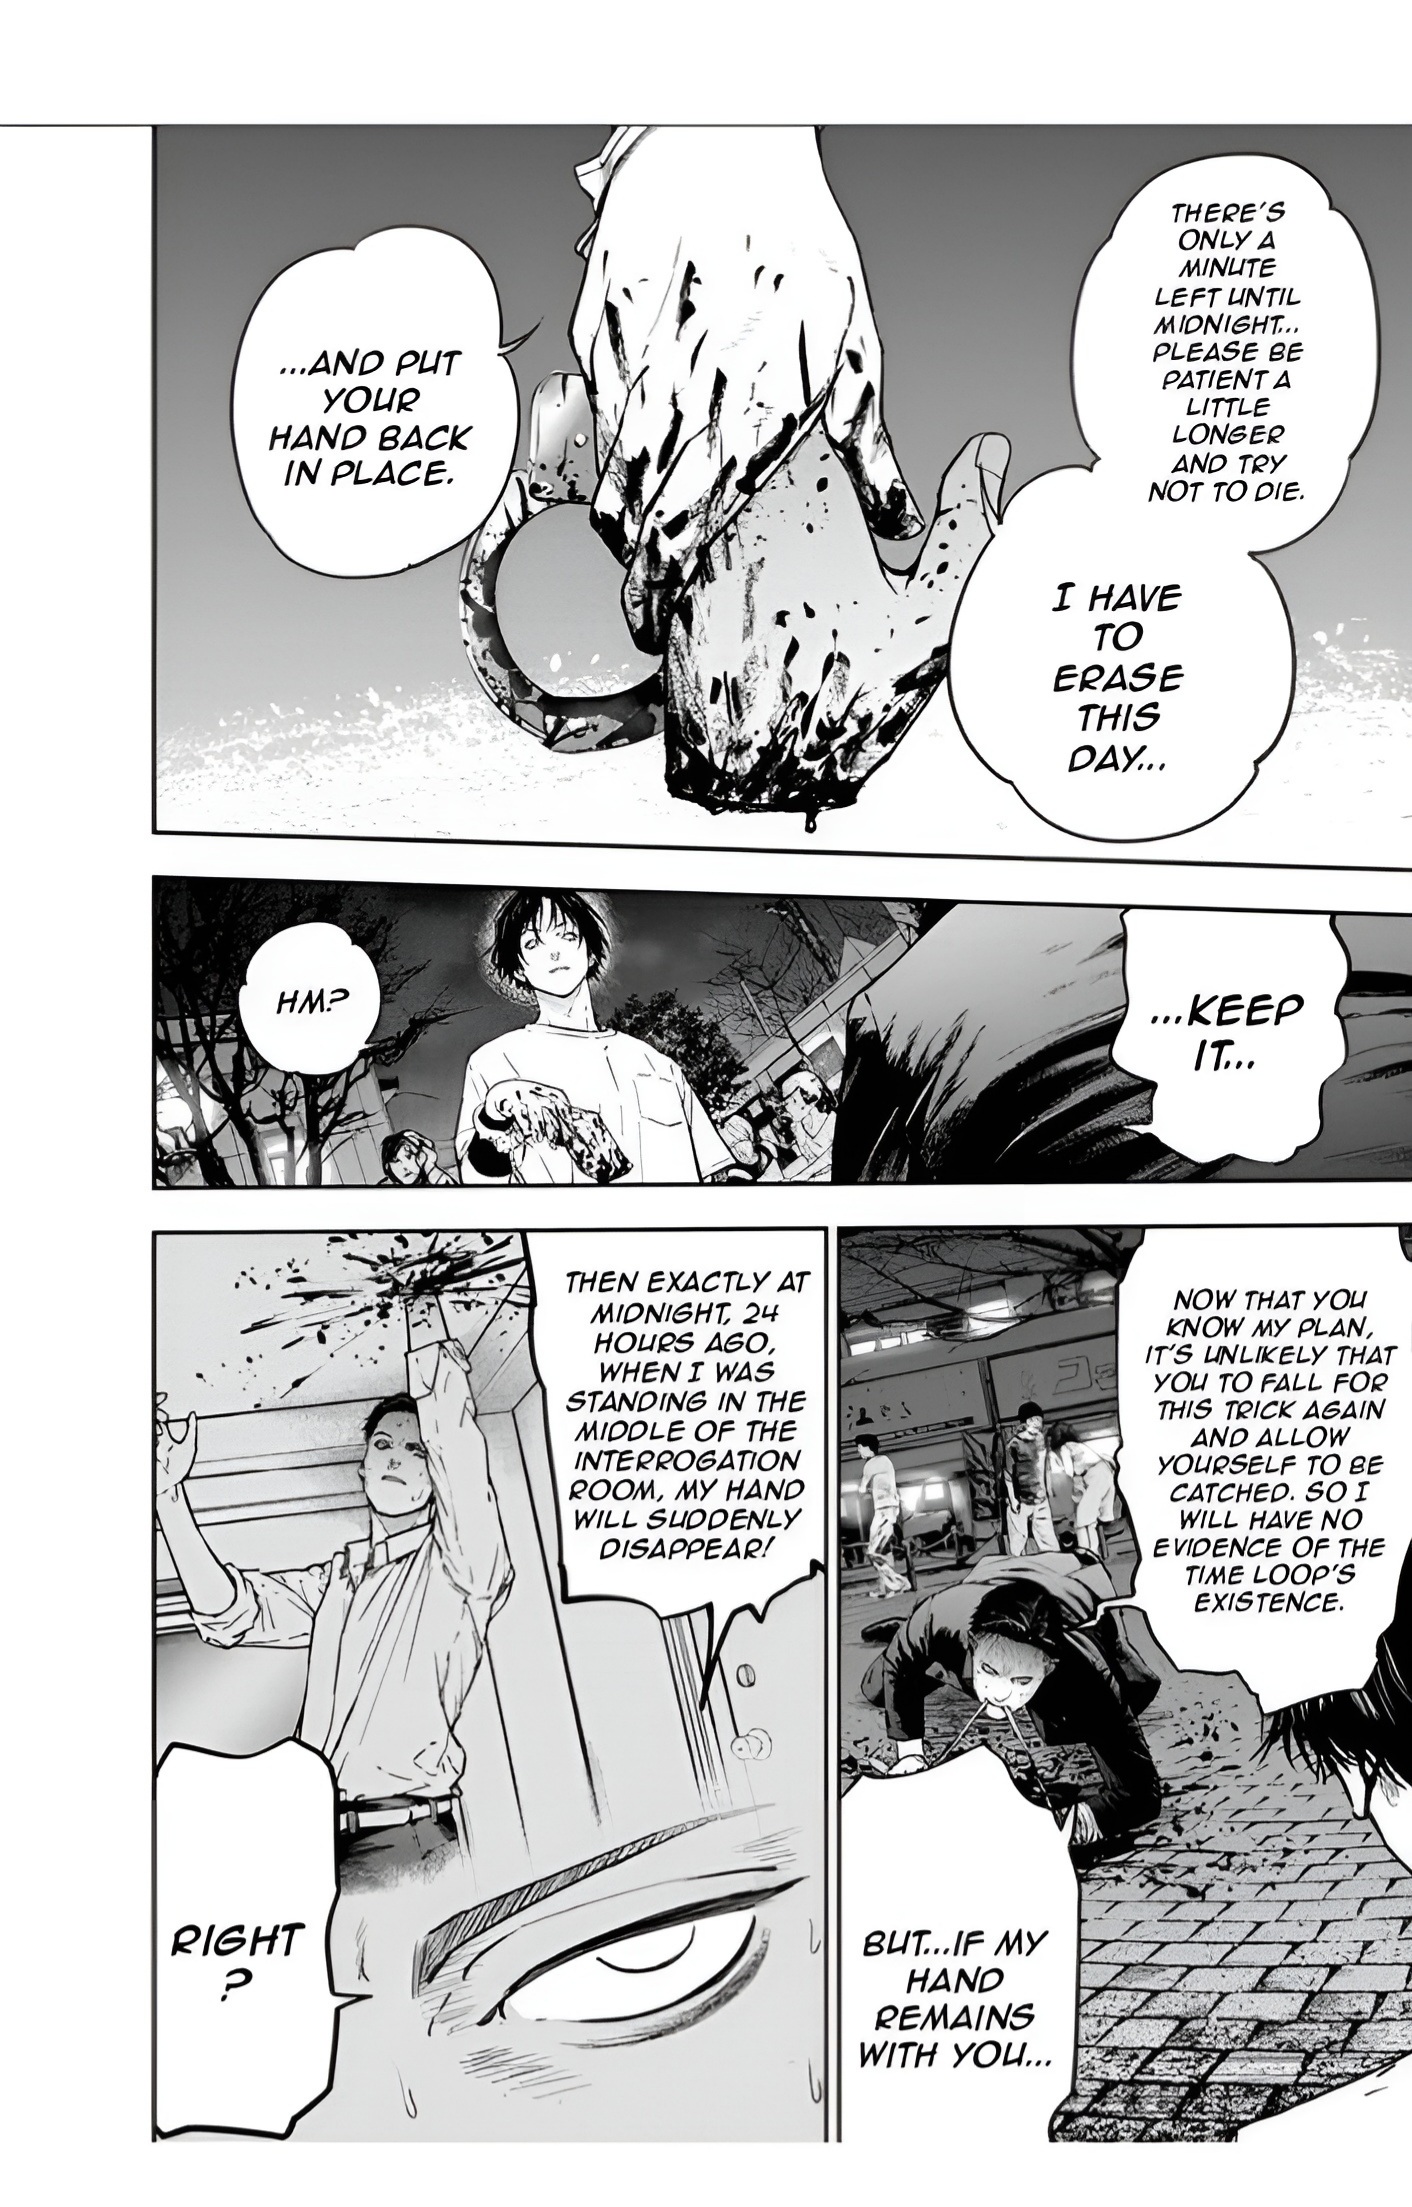 THERE'S
ONLY A
MINUTE
LEFT UNTIL
MIDNIGHT...
PLEASE BE
PATIENT A
LITTLE
LONGER
AND TRY
NOT TO DIE.
I HAVE
TO
ERASE
THIS
DAY...
...AND PUT
YOUR
HAND BACK
IN PLACE.
...KEEP
IT...
HM?
NOW THAT YOU
KNOW MY PLAN,
IT'S UNLIKELY THAT
YOU TO FALL FOR
THIS TRICK AGAIN
AND ALLOW
YOURSELF TO BE
CATCHED. SO I
WILL HAVE NO
EVIDENCE OF THE
TIME LOOP'S
EXISTENCE.
BUT...IF MY
HAND
REMAINS
WITH YOU...
THEN EXACTLY AT
MIDNIGHT, 24
HOURS AGO,
WHEN I WAS
STANDING IN THE
MIDDLE OF THE
INTERROGATION
ROOM, MY HAND
WILL SUDDENLY
DISAPPEAR!
RIGHT
?